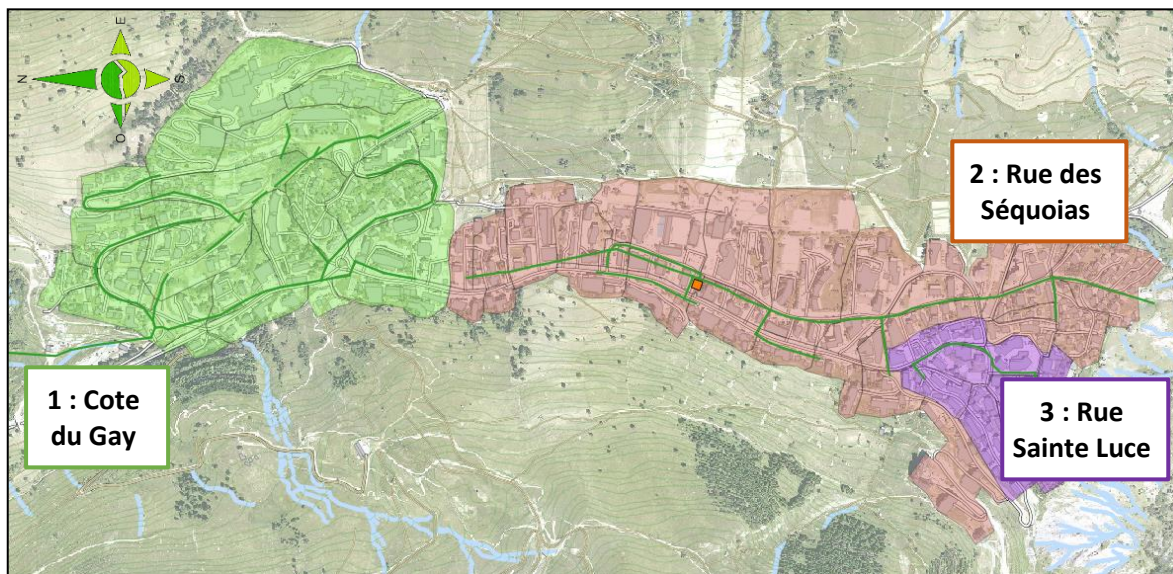 E
N
S
O
2 : Rue des
Séquoias
1 : Cote
du Gay
3 : Rue
Sainte Luce